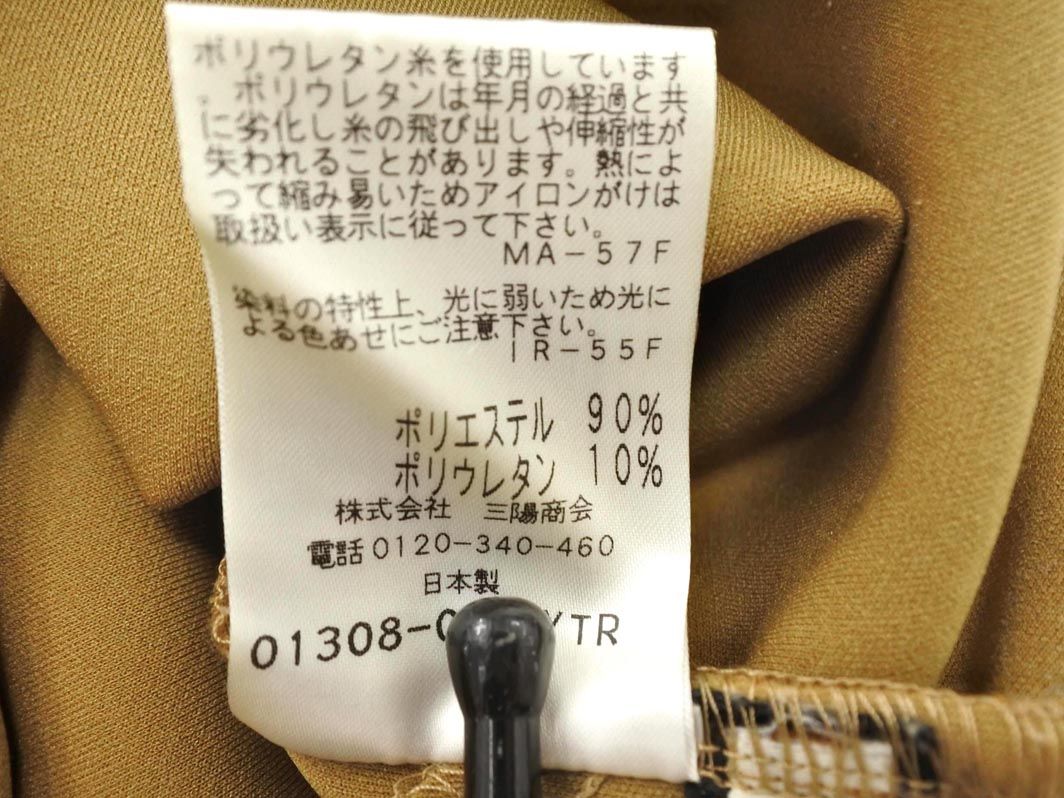 ポリウレタン糸を使用しています
。ポリウレタンは年月の経過と共
に劣化し糸の飛び出しや伸縮性が
失われることがあります。熱によ
って縮み易いためアイロンがけは
取扱い表示に従って下さい。
MA-57F
染料の特性上、光に弱いため光に
よる色あせにご注意下さい。
IR-55F
ポリエステル 90%
ポリウレタン 10%
株式会社 三陽商会
電話0120-340-460
日本製
01308- YTR